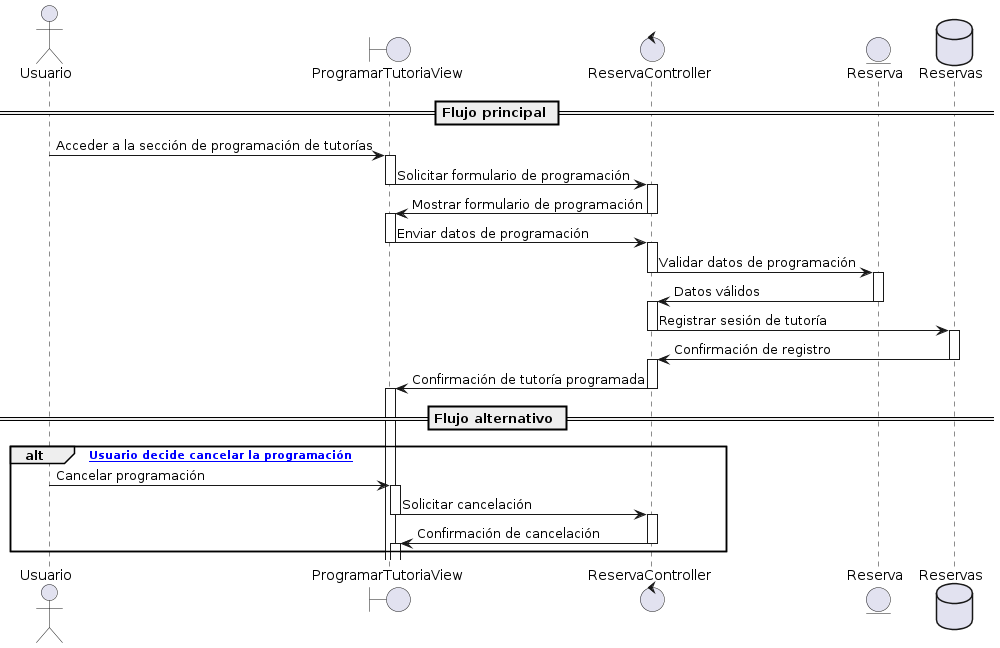 Usuario
ProgramarTutoriaView
ReservaController
Reserva
Reservas
Flujo principal
Acceder a la sección de programación de tutorías
Solicitar formulario de programación
Mostrar formulario de programación
Enviar datos de programación
Validar datos de programación
Datos válidos
Registrar sesión de tutoría
Confirmación de registro
Confirmación de tutoría programada
Flujo alternativo
alt
Usuario decide cancelar la programación
Cancelar programación
Solicitar cancelación
Confirmación de cancelación
Usuario
ProgramarTutoriaView
ReservaController
Reserva
Reservas